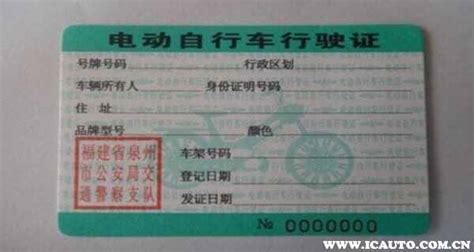 电动自行车行驶证
号牌号码 行政区划
车辆所有人 身份证明号码
住 址
品牌型号 颜色
福建省泉州
市公安局交
通警察支队
车架号码
登记日期
发证日期
№ 0000000
WWW.ICAUTO.COM.CN